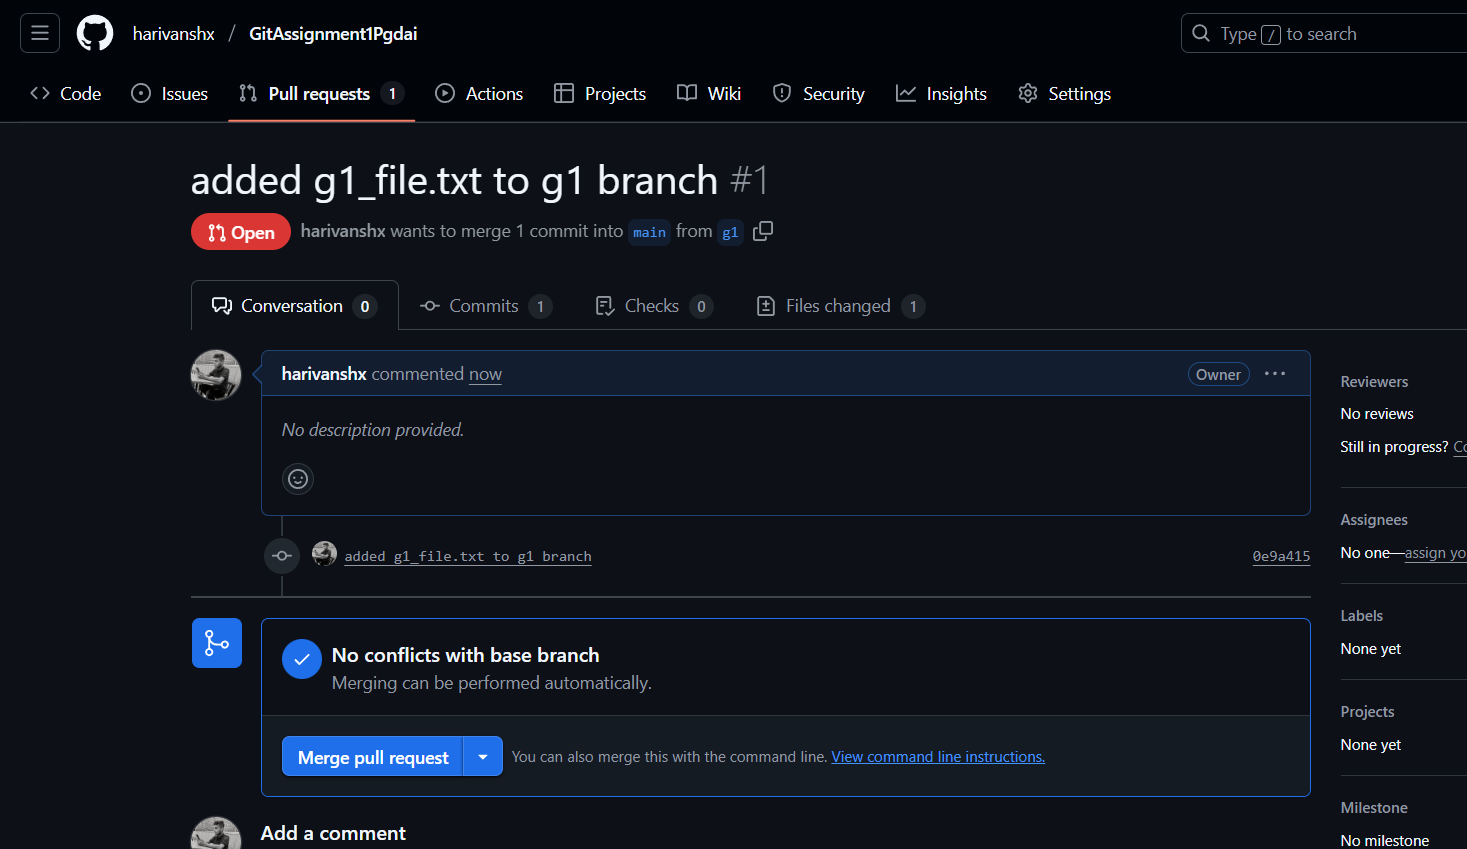 harivanshx / GitAssignment1Pgdai
Type / to search
Code Issues Pull requests 1 Actions Projects Wiki Security Insights Settings
added g1_file.txt to g1 branch #1
Open harivanshx wants to merge 1 commit into main from g1
Conversation 0 Commits 1 Checks 0 Files changed 1
harivanshx commented now Owner
No description provided.
added g1_file.txt to g1 branch 0e9a415
No conflicts with base branch
Merging can be performed automatically.
Merge pull request You can also merge this with the command line. View command line instructions.
Add a comment
Reviewers
No reviews
Still in progress? Co
Assignees
No one—assign yo
Labels
None yet
Projects
None yet
Milestone
No milestone